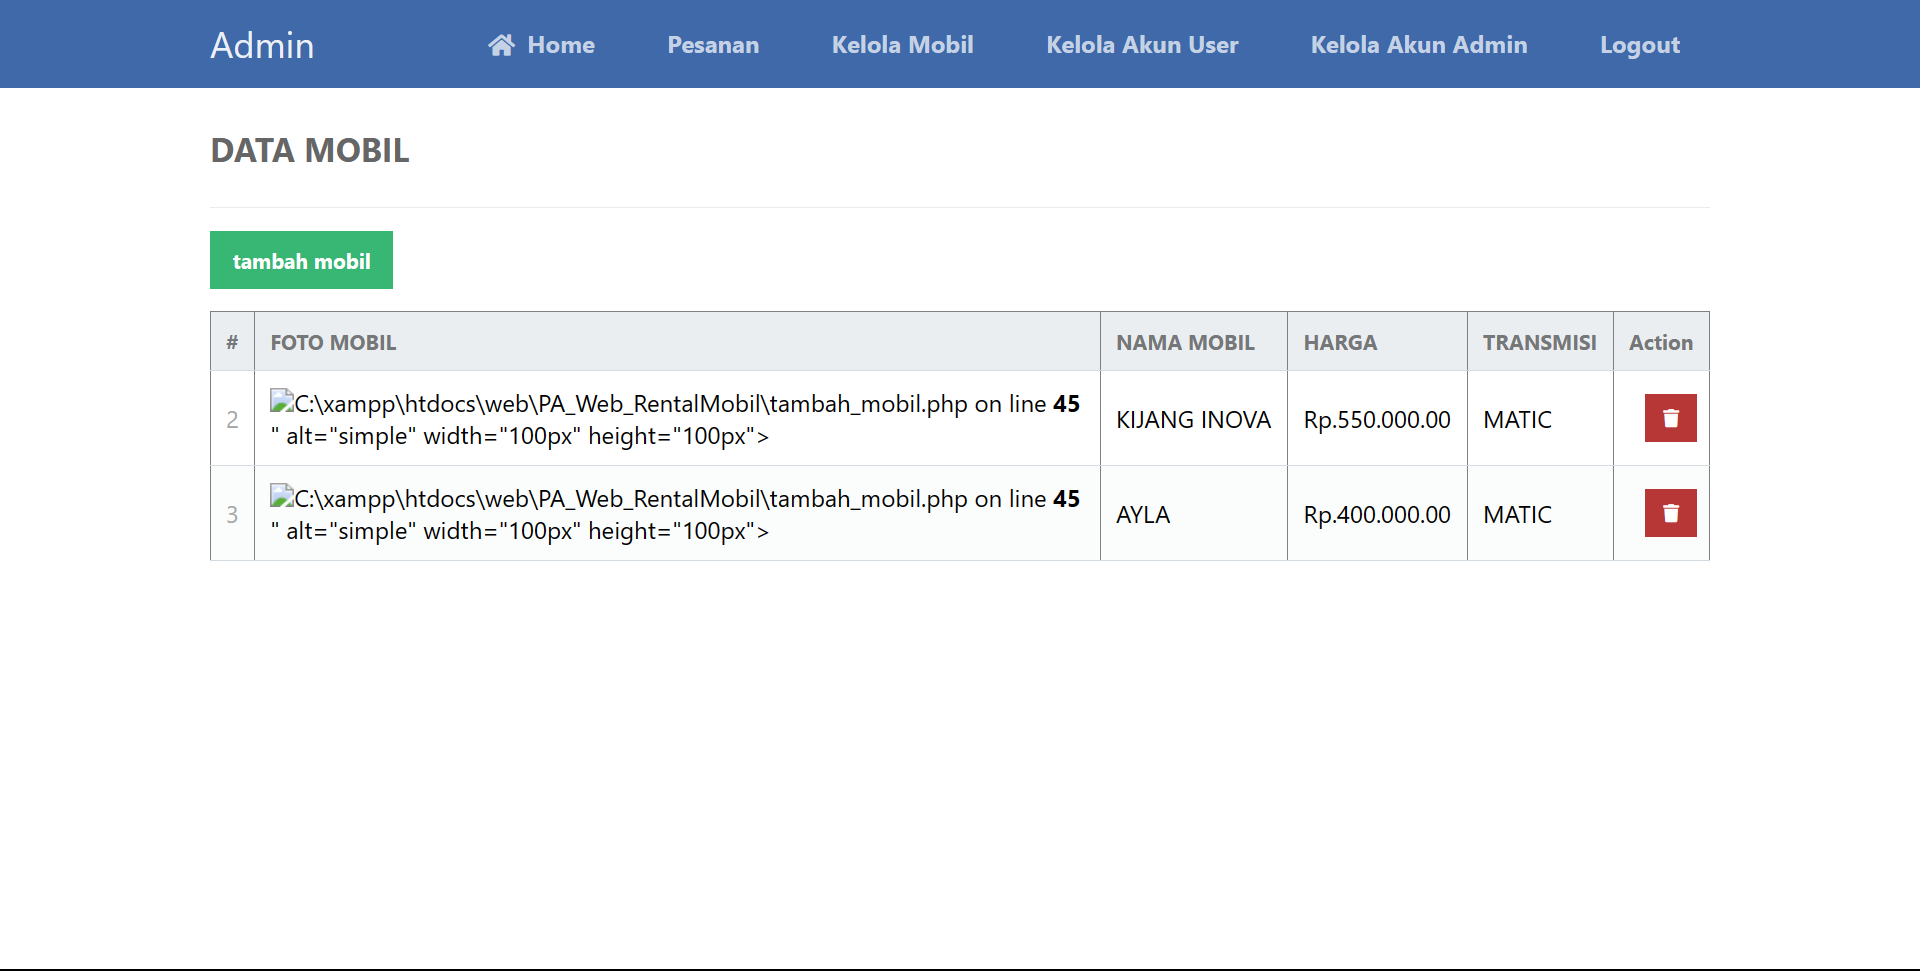 Admin Home Pesanan Kelola Mobil Kelola Akun User Kelola Akun Admin Logout
DATA MOBIL
tambah mobil
# FOTO MOBIL NAMA MOBIL HARGA TRANSMISI Action
2 C:\xampp\htdocs\web\PA_Web_RentalMobil\tambah_mobil.php on line 45
" alt="simple" width="100px" height="100px"> KIJANG INOVA Rp.550.000.00 MATIC
3 C:\xampp\htdocs\web\PA_Web_RentalMobil\tambah_mobil.php on line 45
" alt="simple" width="100px" height="100px"> AYLA Rp.400.000.00 MATIC